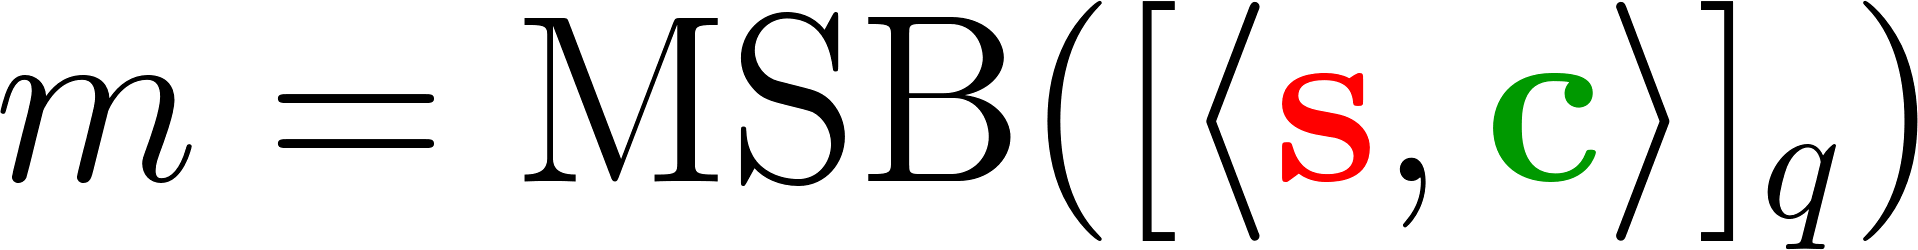 m = MSB([⟨s, c⟩]_q)